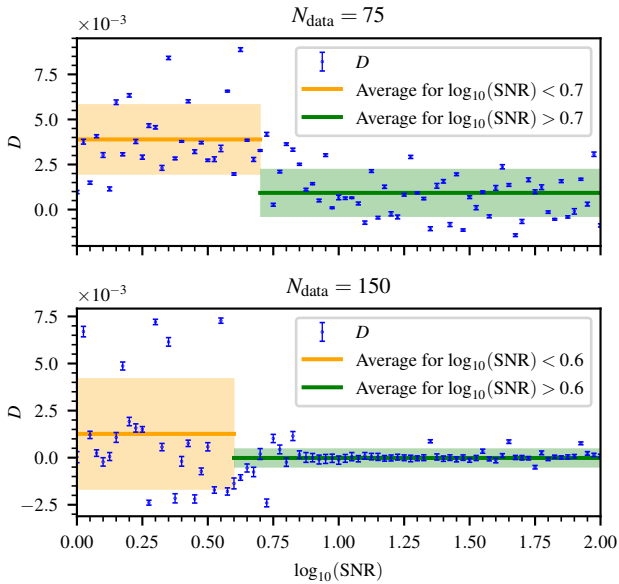 N_data = 75
×10⁻³
7.5
5.0
2.5
0.0
D
D
Average for log₁₀(SNR) < 0.7
Average for log₁₀(SNR) > 0.7
N_data = 150
×10⁻³
7.5
5.0
2.5
0.0
−2.5
D
D
Average for log₁₀(SNR) < 0.6
Average for log₁₀(SNR) > 0.6
0.00 0.25 0.50 0.75 1.00 1.25 1.50 1.75 2.00
log₁₀(SNR)